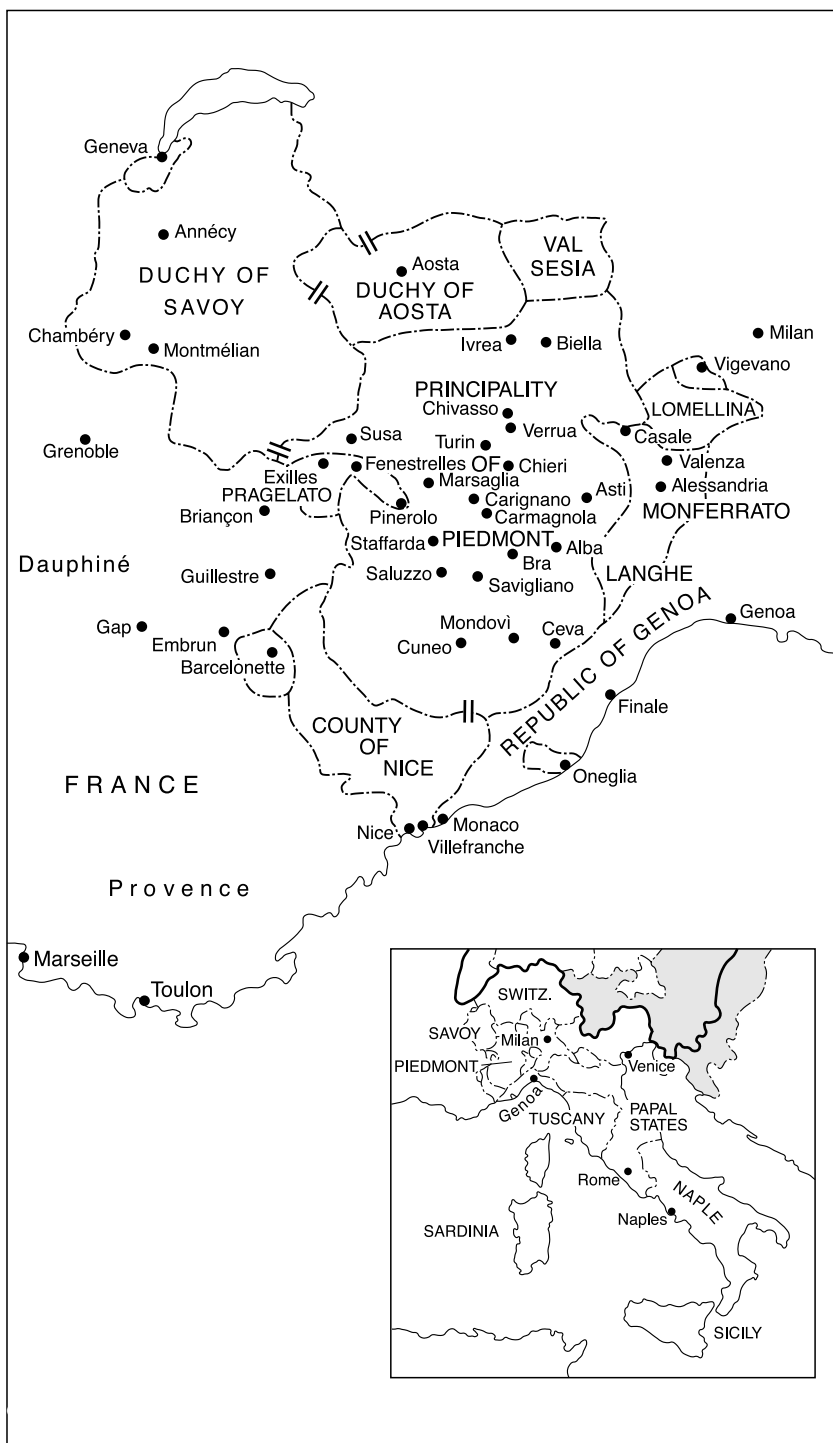 Geneva
Annécy
DUCHY OF
SAVOY
Chambéry
Montmélian
Aosta
DUCHY OF
AOSTA
VAL
SESIA
Ivrea
Biella
Milan
Vigevano
LOMELLINA
PRINCIPALITY
Chivasso
Verrua
Casale
Grenoble
Susa
Turin
Exilles
Fenestrelles
OF
Chieri
Valenza
PRAGELATO
Marsaglia
Alessandria
Briançon
Pinerolo
Carignano
Asti
MONFERRATO
Carmagnola
Staffarda
PIEDMONT
Alba
Bra
Dauphiné
Guillestre
Saluzzo
Savigliano
LANGHE
Gap
Embrun
Barcelonette
Cuneo
Mondovì
Ceva
REPUBLIC OF GENOA
Genoa
Finale
COUNTY
OF
NICE
Oneglia
FRANCE
Nice
Monaco
Villefranche
Provence
Marseille
Toulon
SWITZ.
SAVOY
Milan
PIEDMONT
Venice
Genoa
TUSCANY
PAPAL
STATES
Rome
NAPLE
Naples
SARDINIA
SICILY